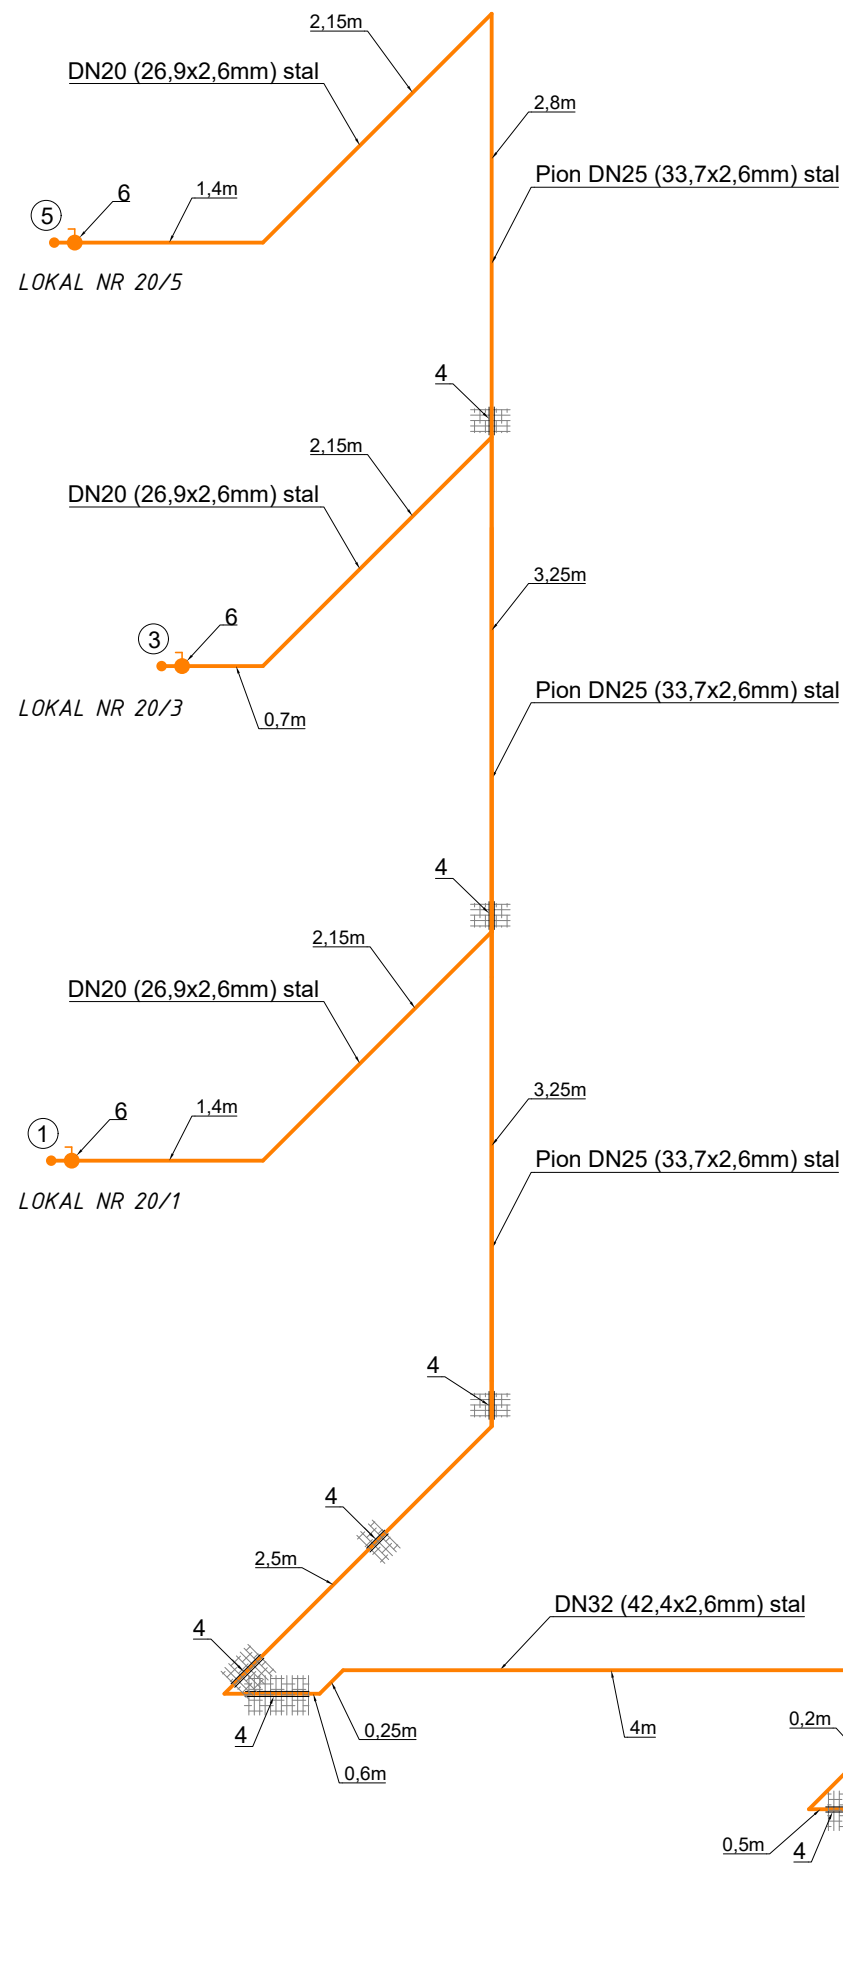 2,15m
DN20 (26,9x2,6mm) stal
2,8m
Pion DN25 (33,7x2,6mm) stal
6
1,4m
5
LOKAL NR 20/5
4
2,15m
DN20 (26,9x2,6mm) stal
3,25m
6
3
Pion DN25 (33,7x2,6mm) stal
LOKAL NR 20/3
0,7m
4
2,15m
DN20 (26,9x2,6mm) stal
3,25m
6
1,4m
1
Pion DN25 (33,7x2,6mm) stal
LOKAL NR 20/1
4
4
2,5m
DN32 (42,4x2,6mm) stal
4
0,2m
4
0,25m
4m
0,6m
0,5m
4